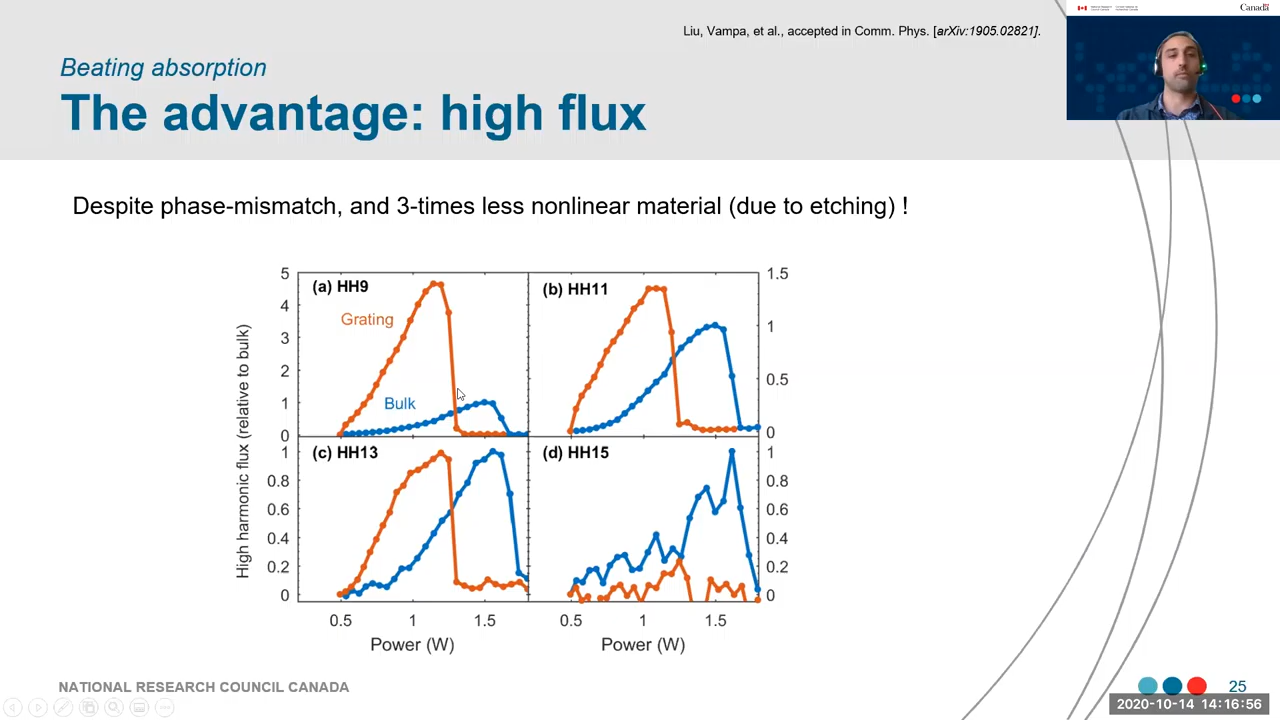 Liu, Vampa, et al., accepted in Comm. Phys. [arXiv:1905.02821].
Canada
Beating absorption
The advantage: high flux
Despite phase-mismatch, and 3-times less nonlinear material (due to etching) !
High harmonic flux (relative to bulk)
(a) HH9
Grating
Bulk
5
4
3
2
1
0
(b) HH11
1.5
1
0.5
0
(c) HH13
1
0.8
0.6
0.4
0.2
0
(d) HH15
1
0.8
0.6
0.4
0.2
0
0.5 1 1.5
0.5 1 1.5
Power (W)
Power (W)
NATIONAL RESEARCH COUNCIL CANADA
25
2020-10-14 14:16:56